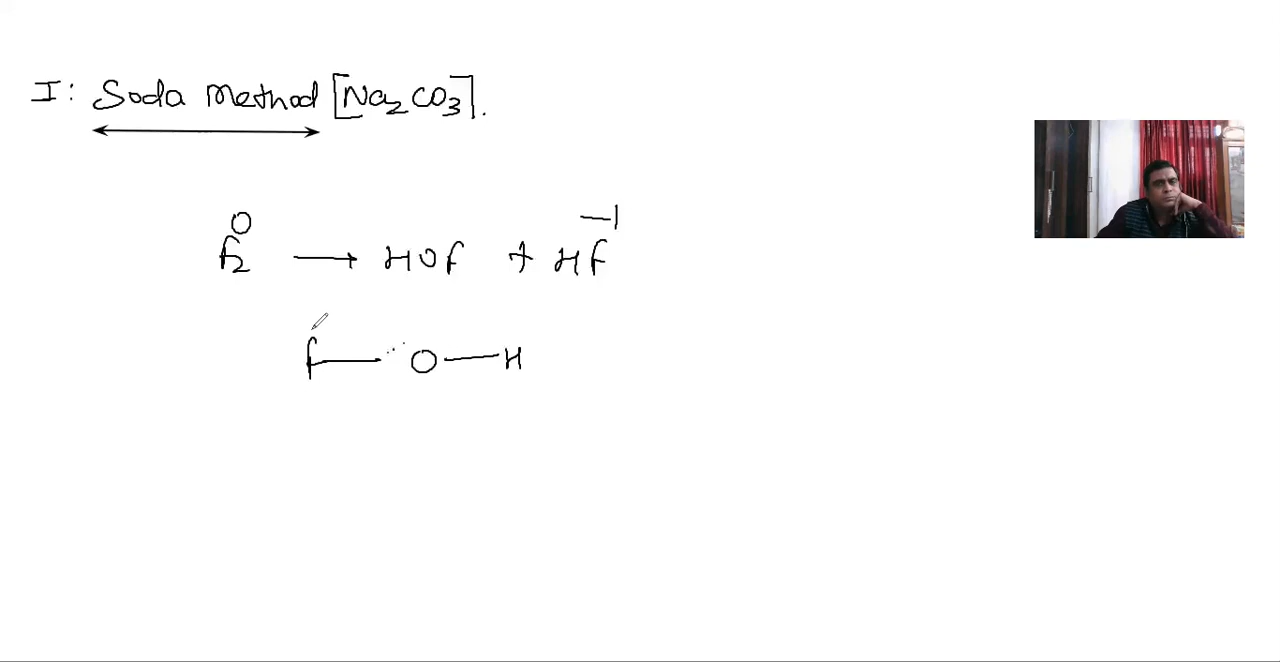 I: Soda Method [Na2CO3].
0 -1
F2 → HOF + HF
F — O — H